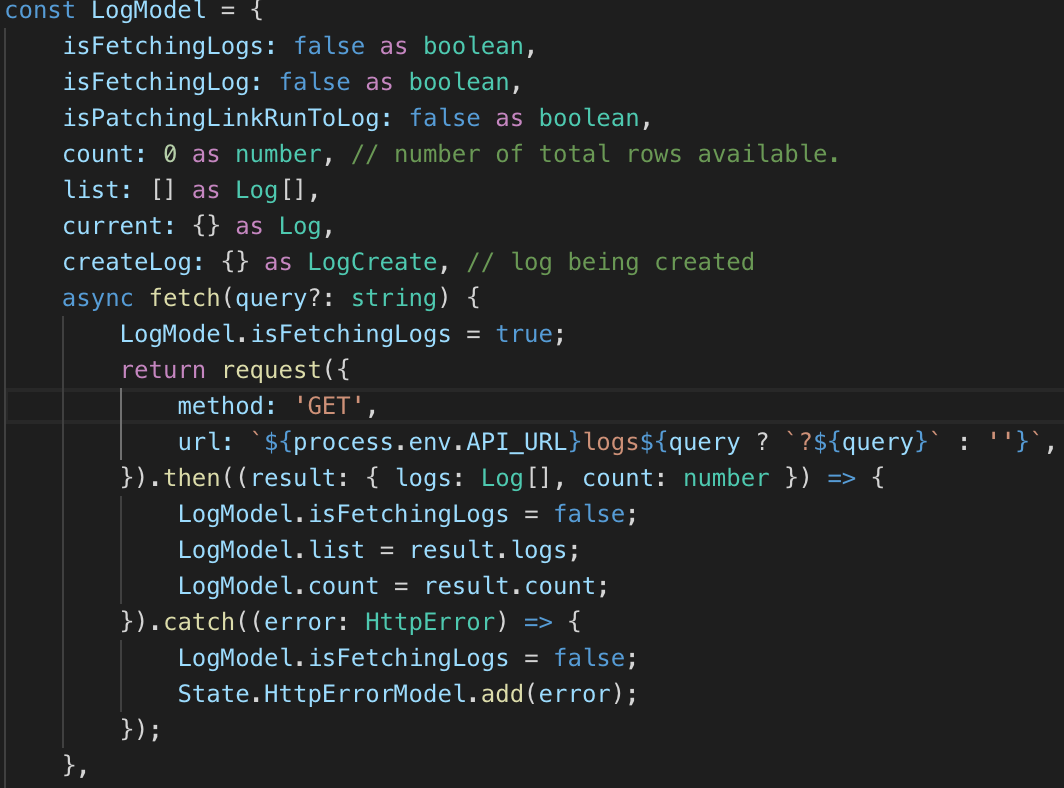 const LogModel = {
    isFetchingLogs: false as boolean,
    isFetchingLog: false as boolean,
    isPatchingLinkRunToLog: false as boolean,
    count: 0 as number, // number of total rows available.
    list: [] as Log[],
    current: {} as Log,
    createLog: {} as LogCreate, // log being created
    async fetch(query?: string) {
        LogModel.isFetchingLogs = true;
        return request({
            method: 'GET',
            url: `${process.env.API_URL}logs${query ? `?${query}` : ''}`,
        }).then((result: { logs: Log[], count: number }) => {
            LogModel.isFetchingLogs = false;
            LogModel.list = result.logs;
            LogModel.count = result.count;
        }).catch((error: HttpError) => {
            LogModel.isFetchingLogs = false;
            State.HttpErrorModel.add(error);
        });
    },